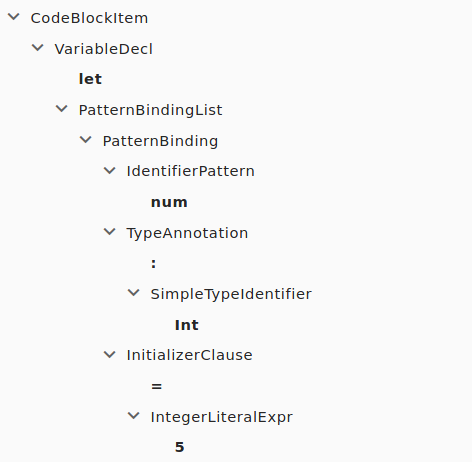 CodeBlockItem
VariableDecl
let
PatternBindingList
PatternBinding
IdentifierPattern
num
TypeAnnotation
:
SimpleTypeIdentifier
Int
InitializerClause
=
IntegerLiteralExpr
5